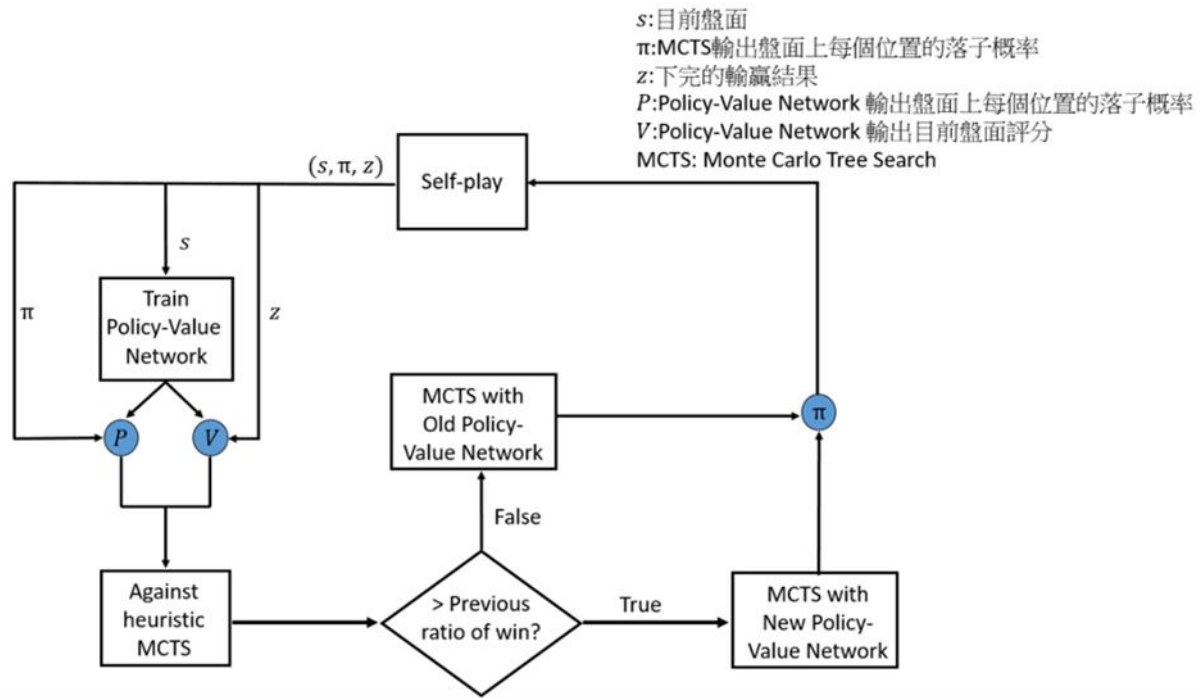 s:目前盤面
π:MCTS輸出盤面上每個位置的落子概率
z:下完的輸贏結果
P:Policy-Value Network 輸出盤面上每個位置的落子概率
V:Policy-Value Network 輸出目前盤面評分
MCTS: Monte Carlo Tree Search
(s, π, z)
Self-play
s
π
z
Train
Policy-Value
Network
P
V
MCTS with
Old Policy-
Value Network
π
False
Against
heuristic
MCTS
> Previous
ratio of win?
True
MCTS with
New Policy-
Value Network